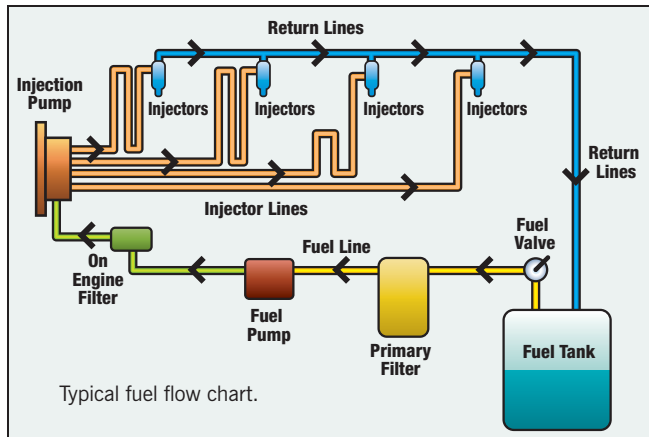 Return Lines
Injection
Pump
Injectors
Injectors
Injectors
Injectors
Return
Lines
Injector Lines
Fuel
Valve
Fuel Line
On
Engine
Filter
Fuel
Pump
Primary
Filter
Fuel Tank
Typical fuel flow chart.